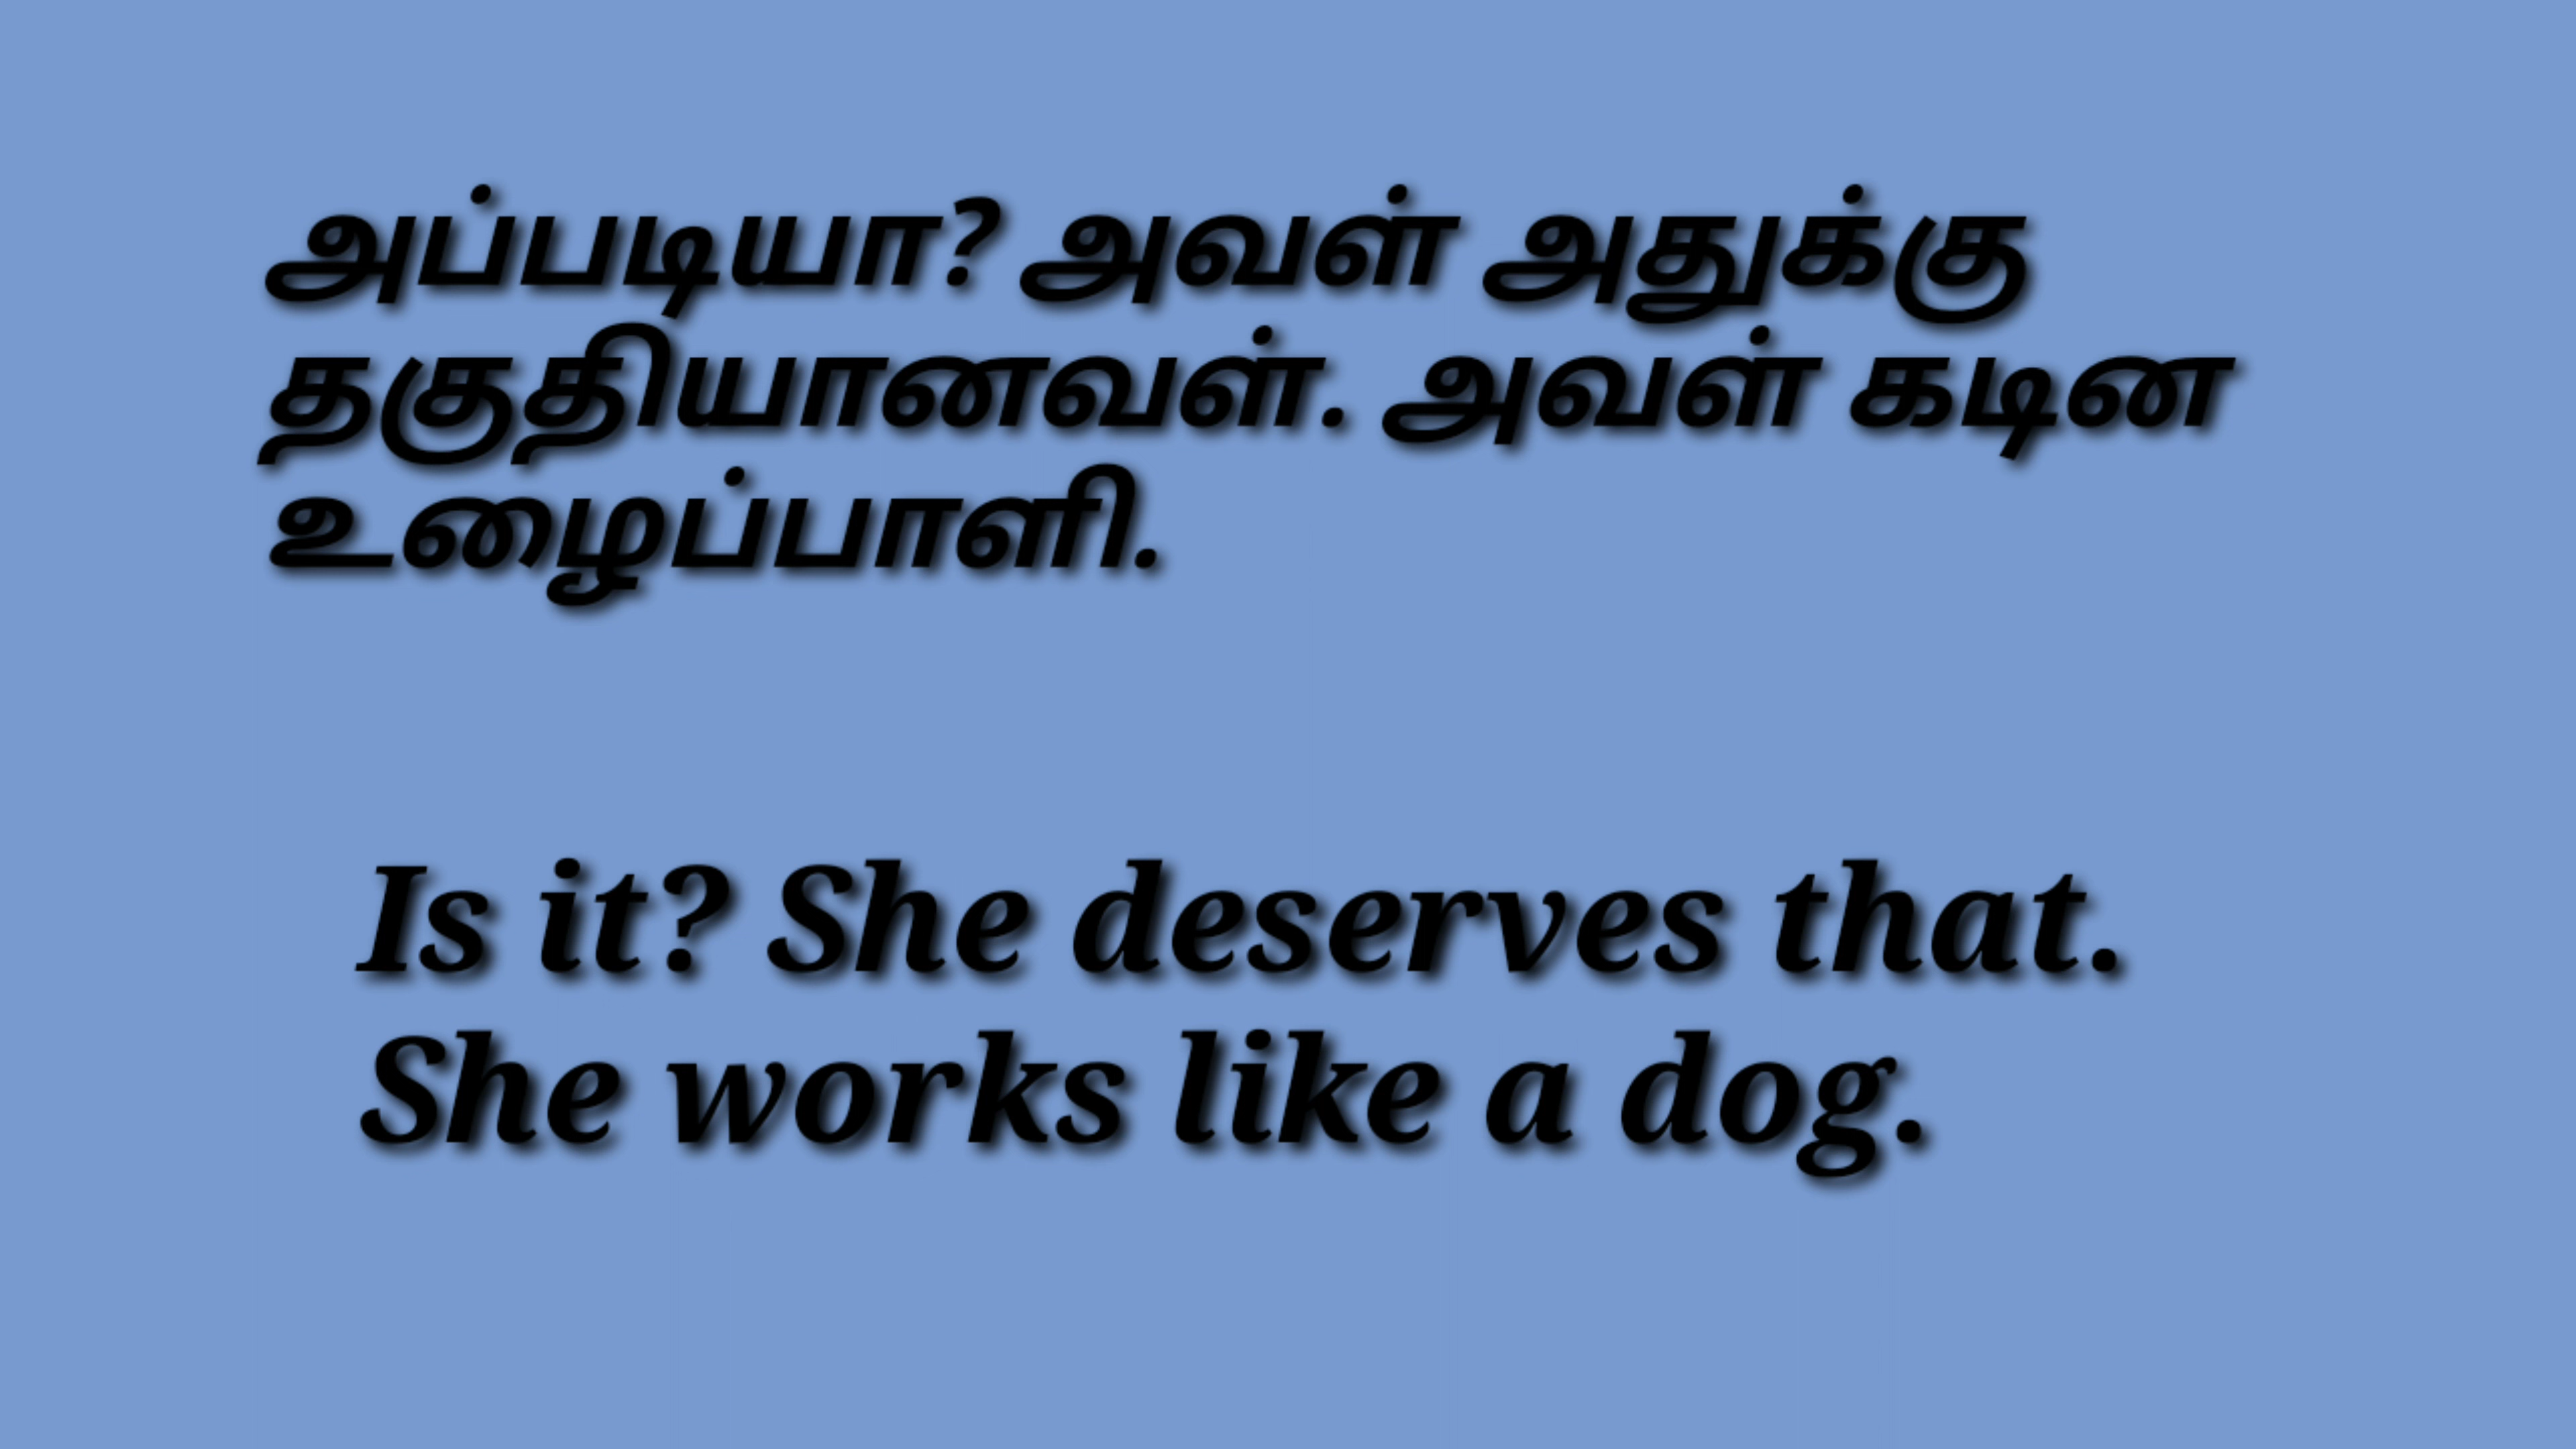 அப்படியா? அவள் அதுக்கு
தகுதியானவள். அவள் கடின
உழைப்பாளி.
Is it? She deserves that.
She works like a dog.